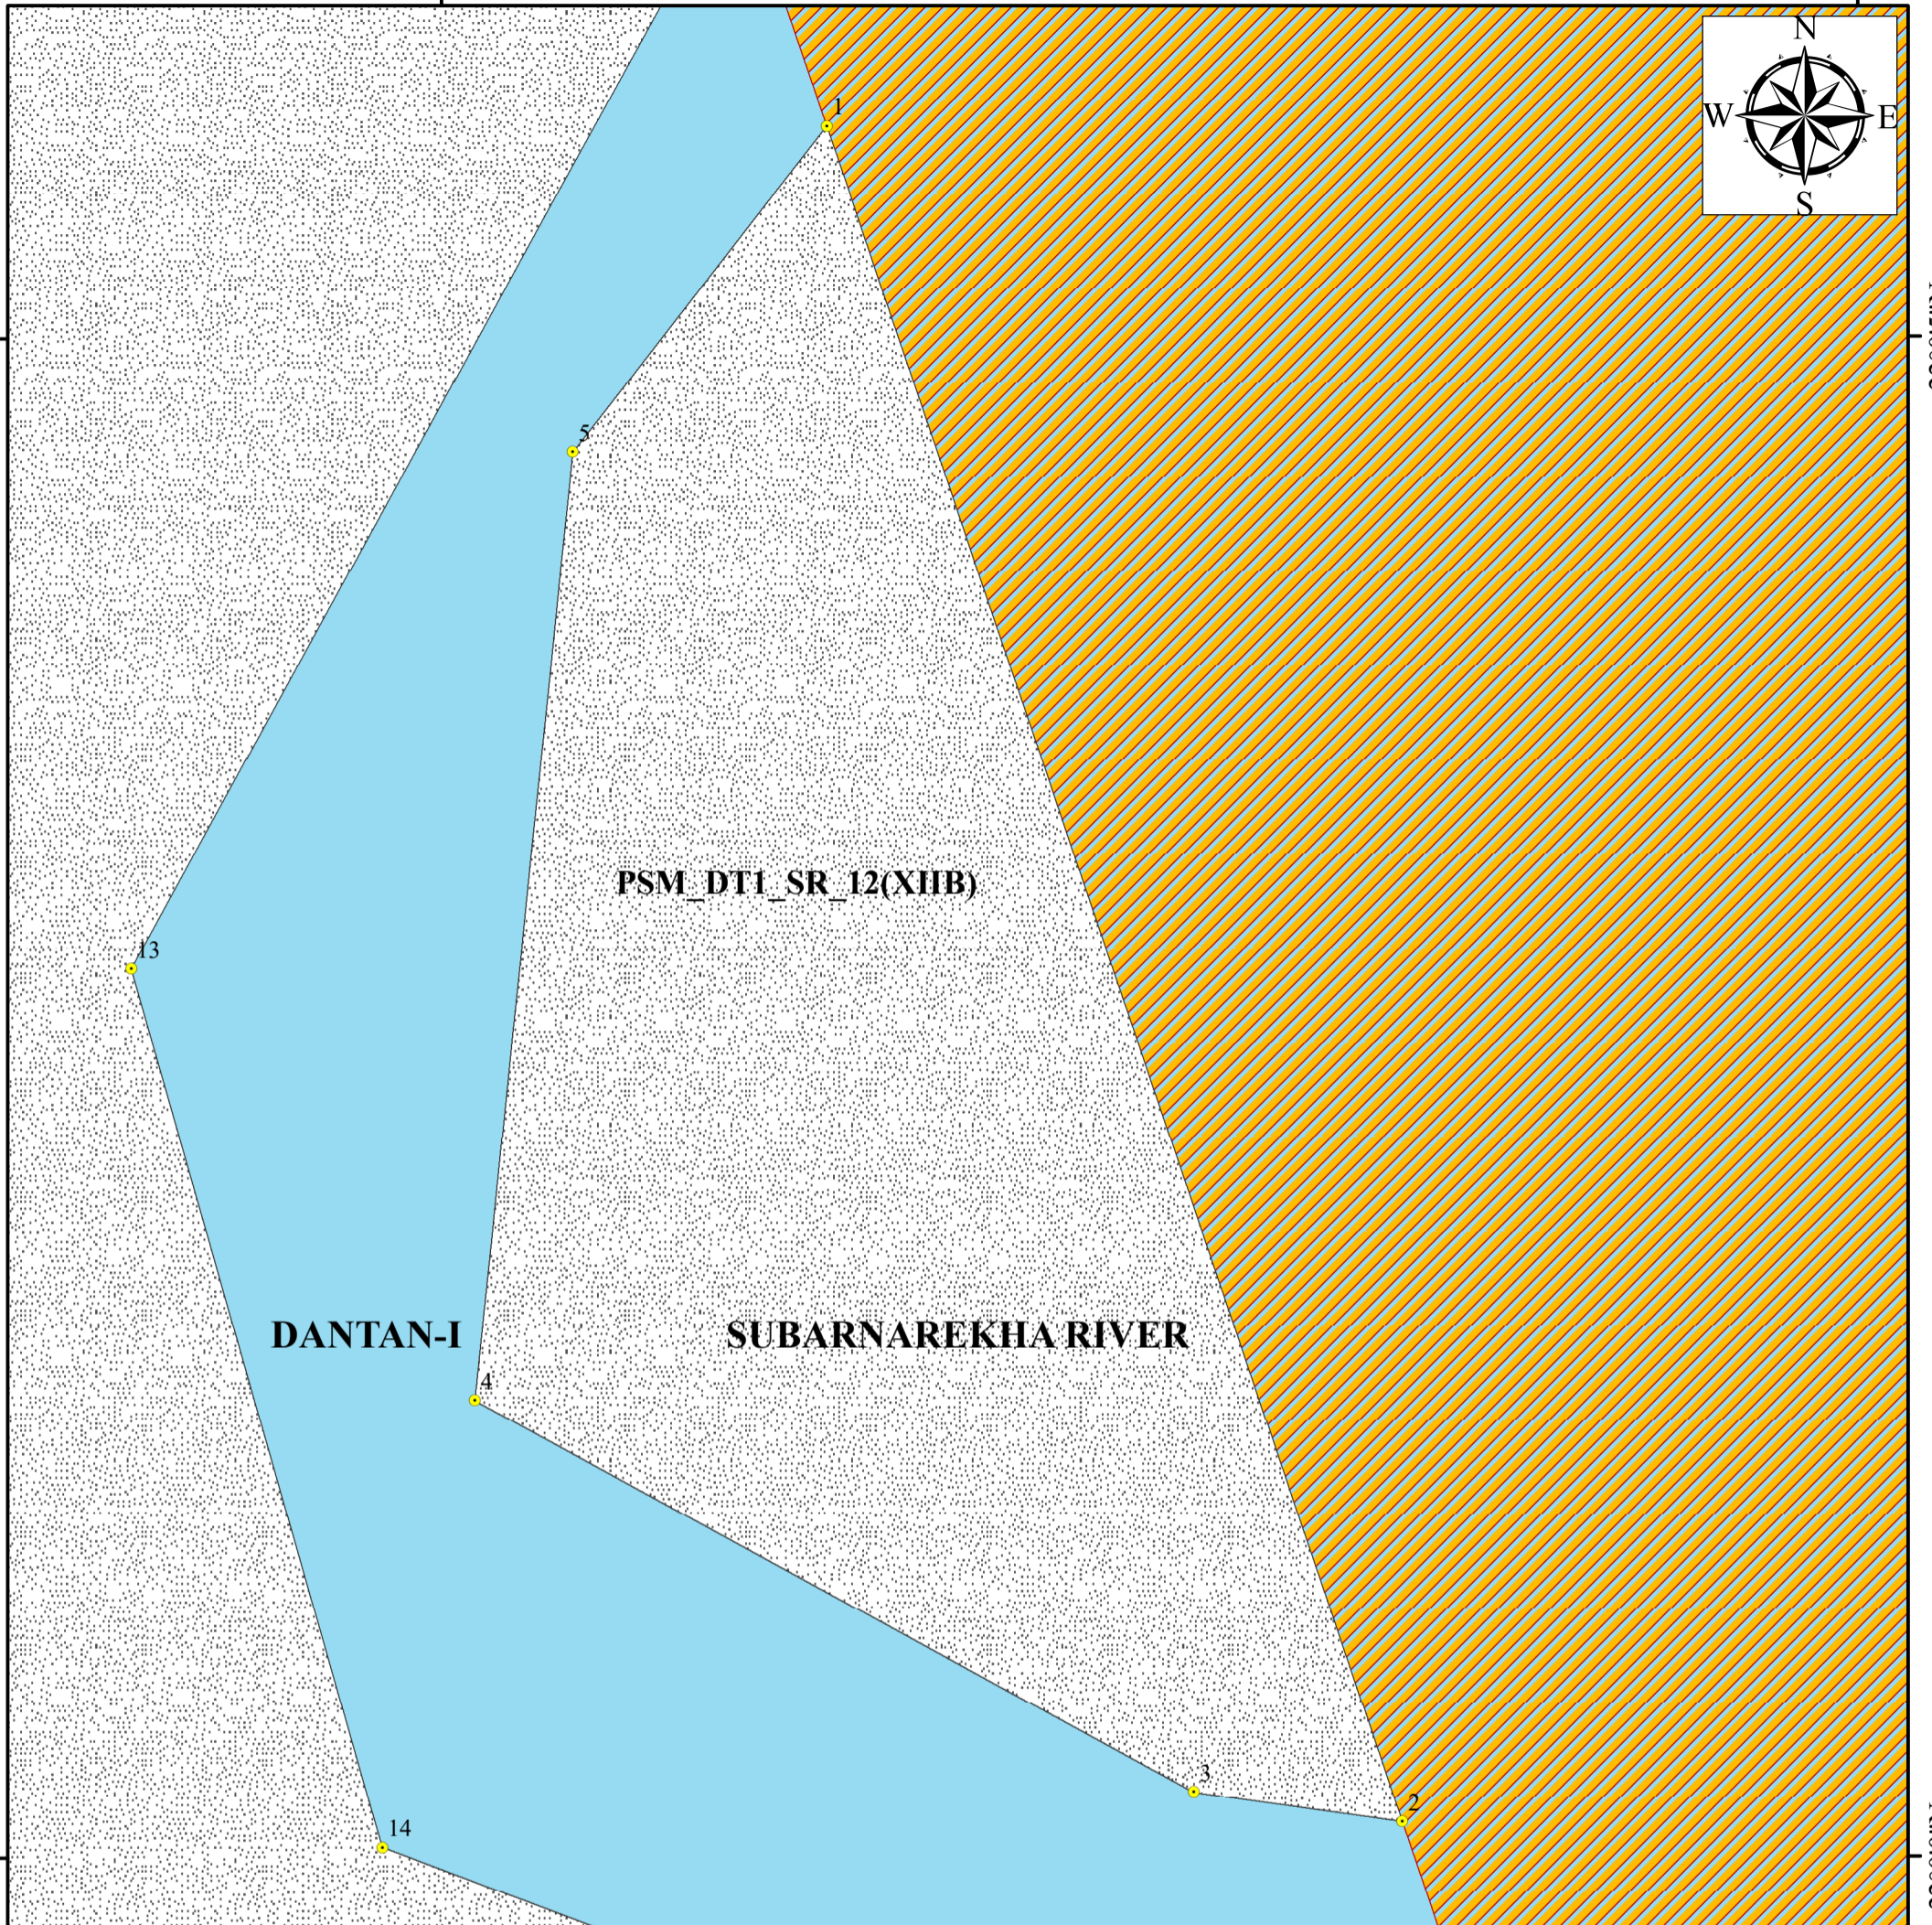 N
1
W E
S
5
PSM_DT1_SR_12(XIIB)
13
DANTAN-I SUBARNAREKHA RIVER
4
3
2
14